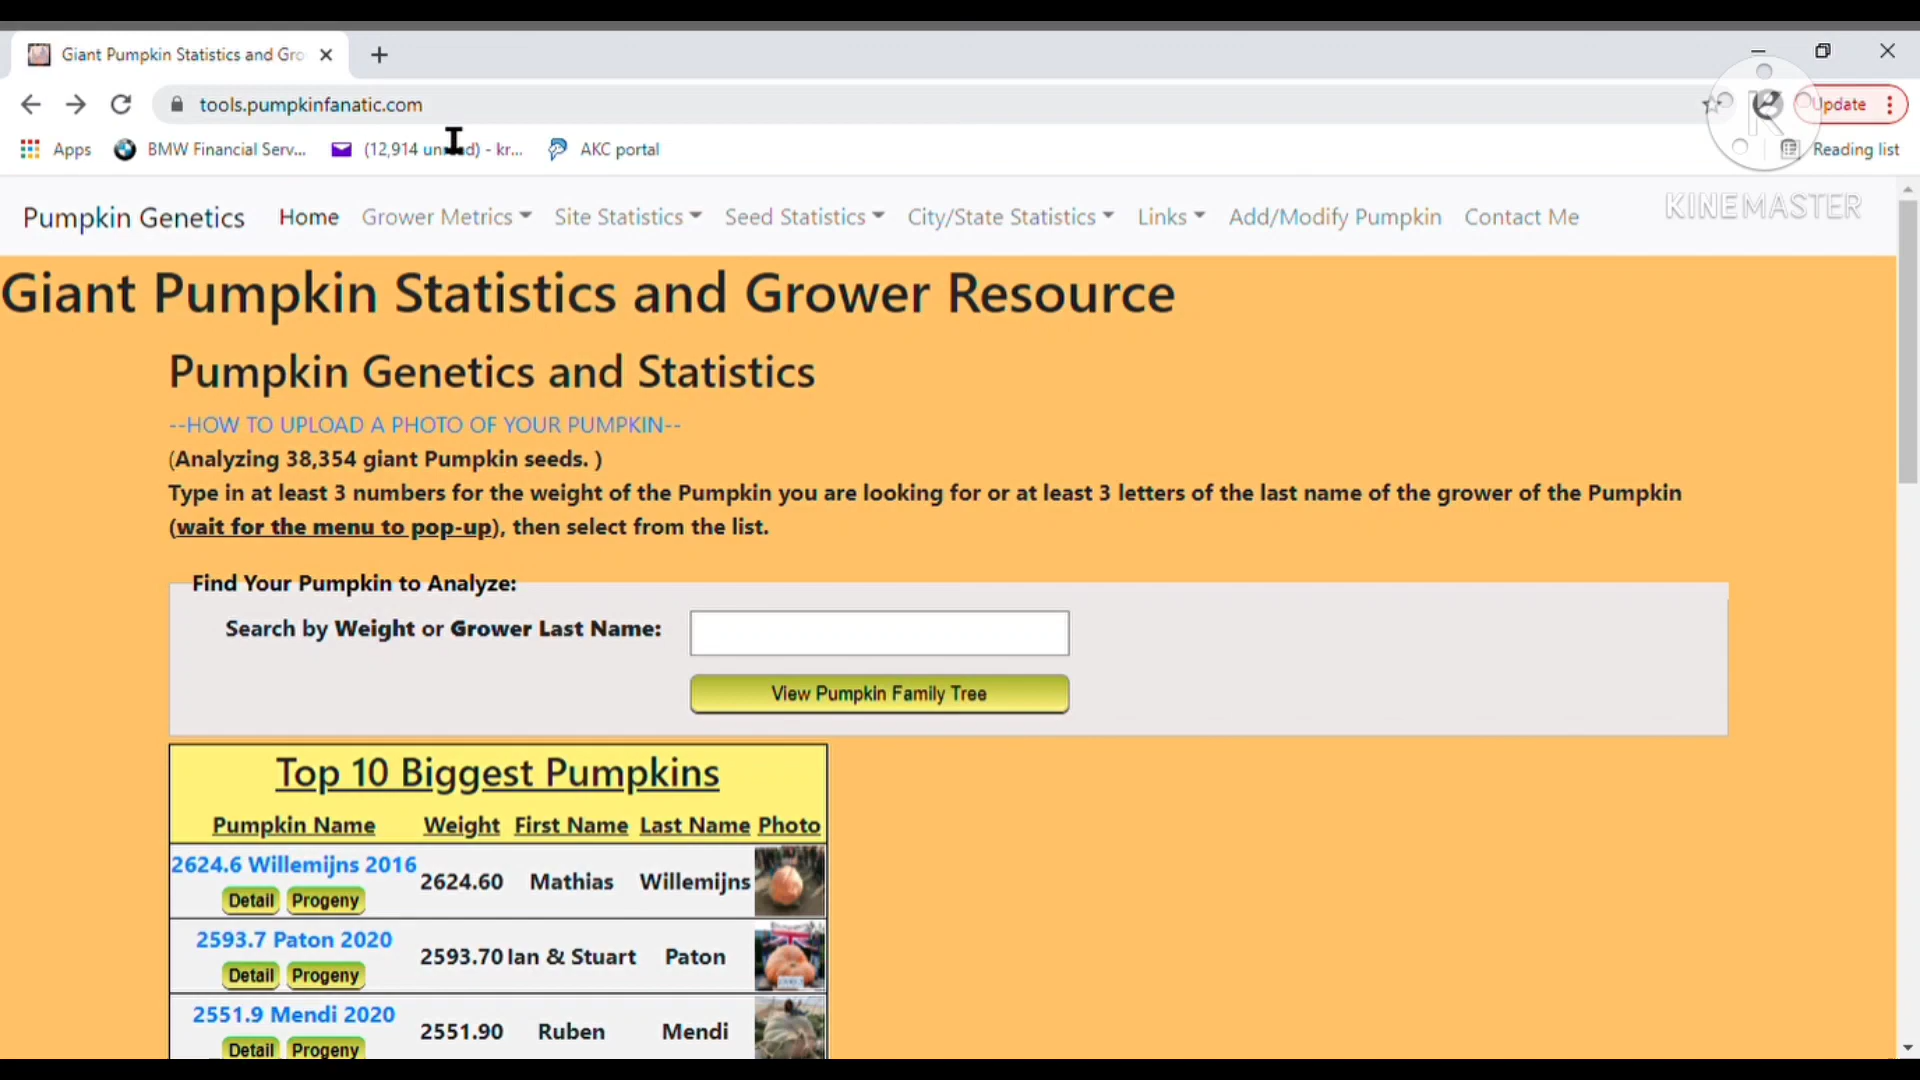 Giant Pumpkin Statistics and Gro
tools.pumpkinfanatic.com
Update
Apps BMW Financial Serv... (12,914 - kr... AKC portal Reading list
KINEMASTER
Pumpkin Genetics Home Grower Metrics Site Statistics Seed Statistics City/State Statistics Links Add/Modify Pumpkin Contact Me
Giant Pumpkin Statistics and Grower Resource
Pumpkin Genetics and Statistics
--HOW TO UPLOAD A PHOTO OF YOUR PUMPKIN--
(Analyzing 38,354 giant Pumpkin seeds. )
Type in at least 3 numbers for the weight of the Pumpkin you are looking for or at least 3 letters of the last name of the grower of the Pumpkin
(wait for the menu to pop-up), then select from the list.
Find Your Pumpkin to Analyze:
Search by Weight or Grower Last Name:
View Pumpkin Family Tree
Top 10 Biggest Pumpkins
Pumpkin Name Weight First Name Last Name Photo
2624.6 Willemijns 2016
2624.60 Mathias Willemijns
Detail Progeny
2593.7 Paton 2020
2593.70 Ian & Stuart Paton
Detail Progeny
2551.9 Mendi 2020
2551.90 Ruben Mendi
Detail Progeny